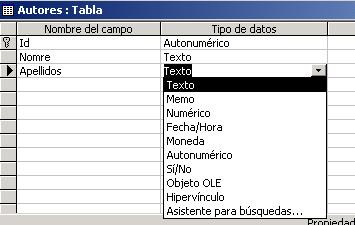 Autores : Tabla
Nombre del campo Tipo de datos
Id Autonumérico
Nomre Texto
Apellidos Texto
Texto
Memo
Numérico
Fecha/Hora
Moneda
Autonumérico
Sí/No
Objeto OLE
Hipervínculo
Asistente para búsquedas...